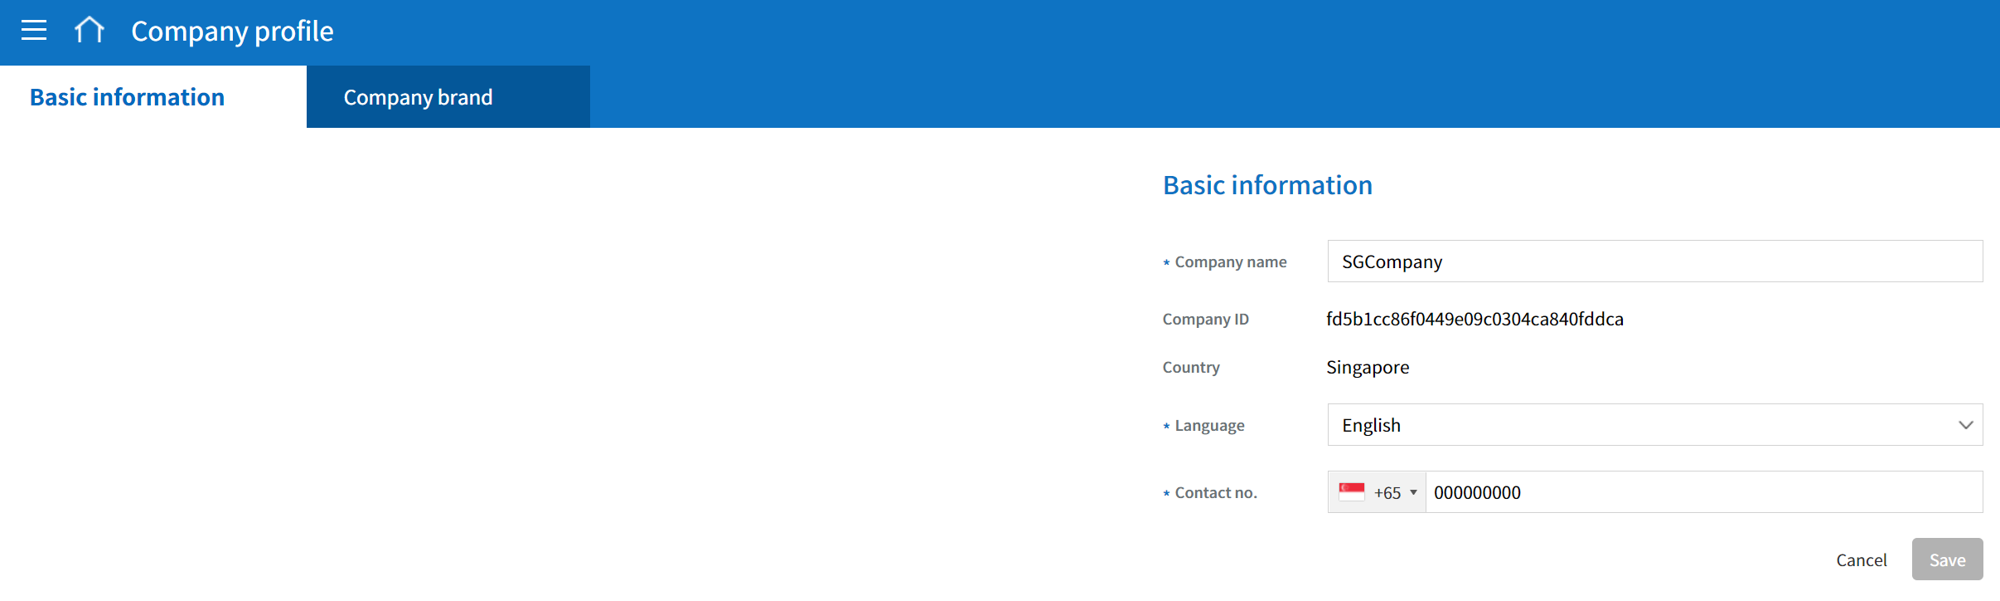 Company profile
Basic information
Company brand
Basic information
* Company name SGCompany
Company ID fd5b1cc86f0449e09c0304ca840fddca
Country Singapore
* Language English
* Contact no. +65 000000000
Cancel Save